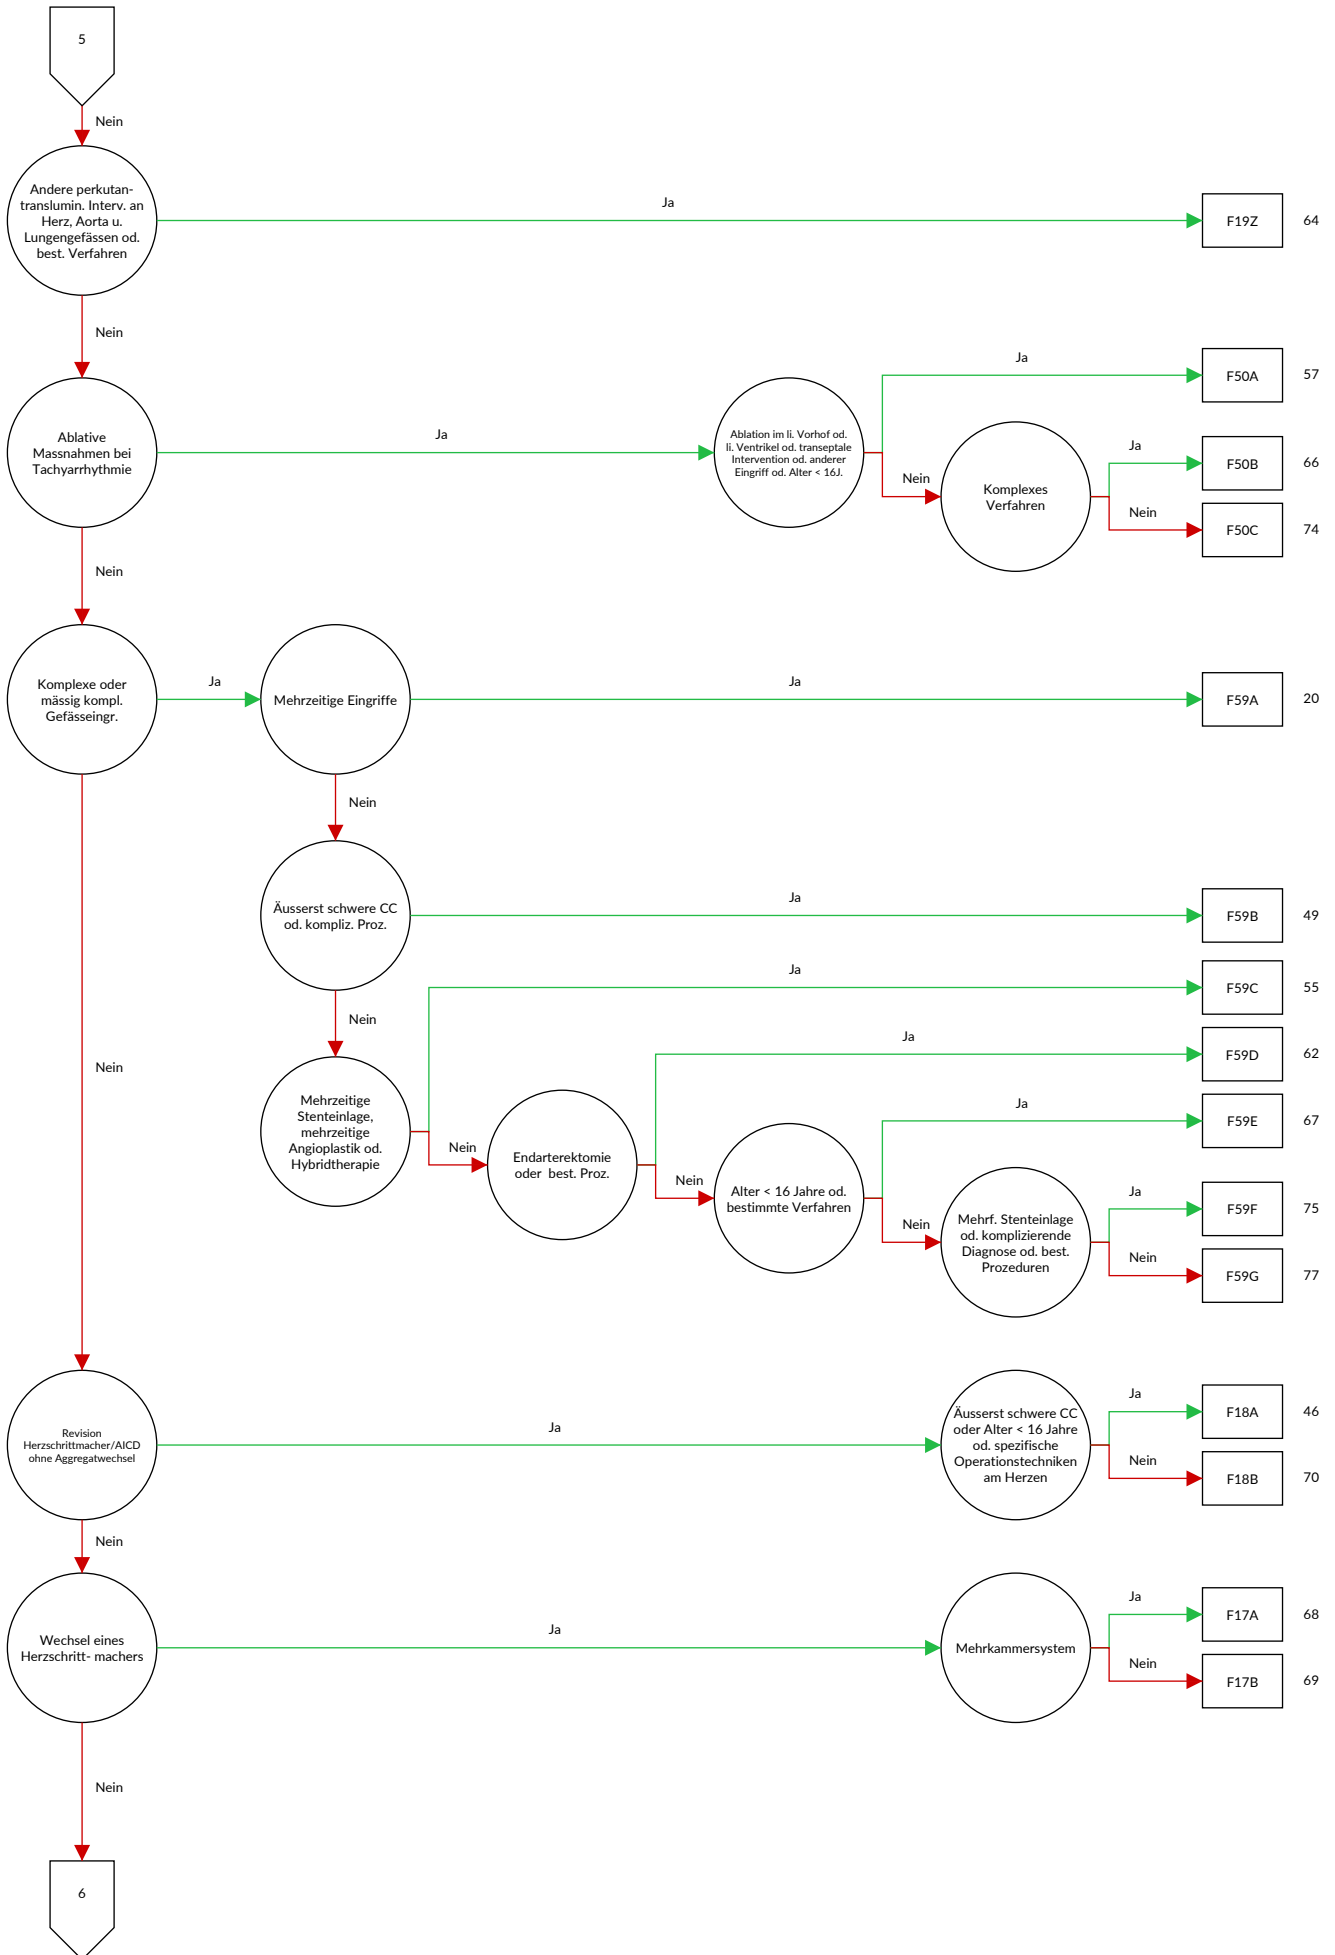 5
Nein
Andere perkutan-
translumin. Interv. an
Herz, Aorta u.
Lungengefässen od.
best. Verfahren
Ja
F19Z
64
Nein
Ablative
Massnahmen bei
Tachyarrhythmie
Ja
Ablation im li. Vorhof od.
li. Ventrikel od. transeptale
Intervention od. anderer
Eingriff od. Alter < 16J.
Ja
F50A
57
Nein
Komplexes
Verfahren
Ja
F50B
66
Nein
F50C
74
Nein
Komplexe oder
mässig kompl.
Gefässeingr.
Ja
Mehrzeitige Eingriffe
Ja
F59A
20
Nein
Äusserst schwere CC
od. kompliz. Proz.
Ja
F59B
49
Nein
Mehrzeitige
Stenteinlage,
mehrzeitige
Angioplastik od.
Hybridtherapie
Ja
F59C
55
Nein
Endarterektomie
oder best. Proz.
Ja
F59D
62
Nein
Alter < 16 Jahre od.
bestimmte Verfahren
Ja
F59E
67
Nein
Mehrf. Stenteinlage
od. komplizierende
Diagnose od. best.
Prozeduren
Ja
F59F
75
Nein
F59G
77
Nein
Revision
Herzschrittmacher/AICD
ohne Aggregatwechsel
Ja
Äusserst schwere CC
oder Alter < 16 Jahre
od. spezifische
Operationstechniken
am Herzen
Ja
F18A
46
Nein
F18B
70
Nein
Wechsel eines
Herzschritt- machers
Ja
Mehrkammersystem
Ja
F17A
68
Nein
F17B
69
Nein
6